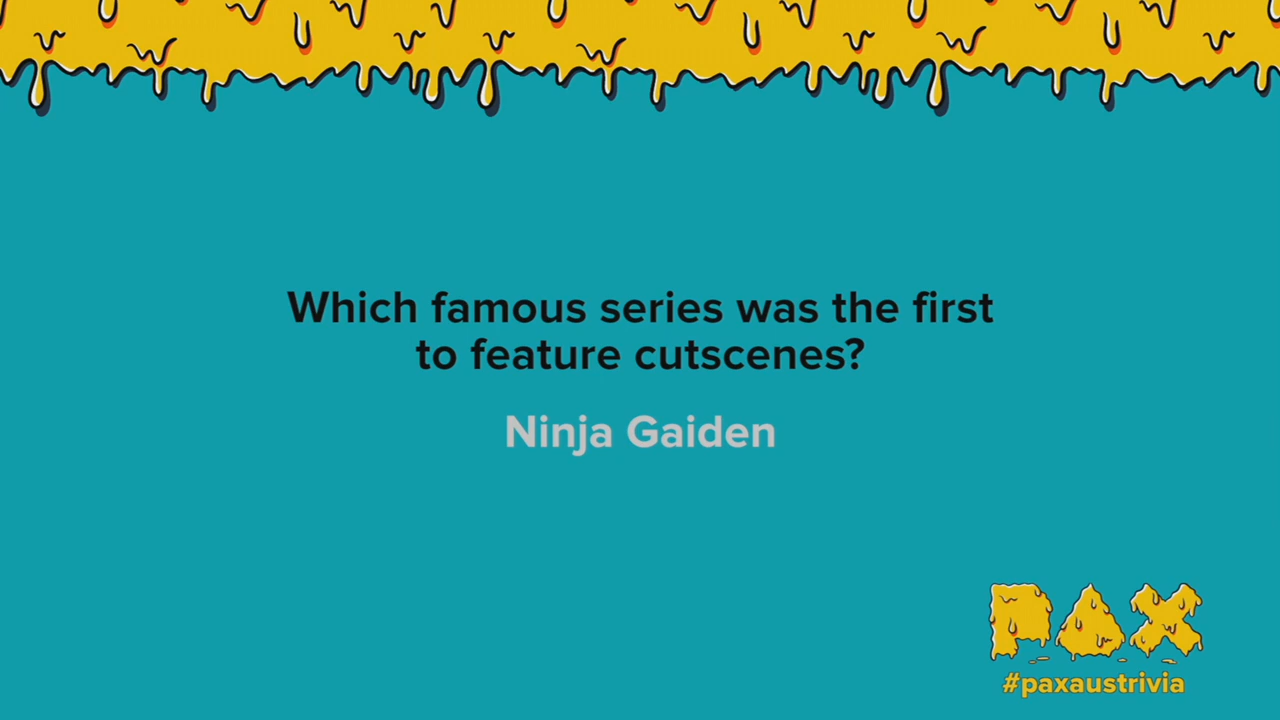 Which famous series was the first
to feature cutscenes?
Ninja Gaiden
PAX
#paxaustrivia